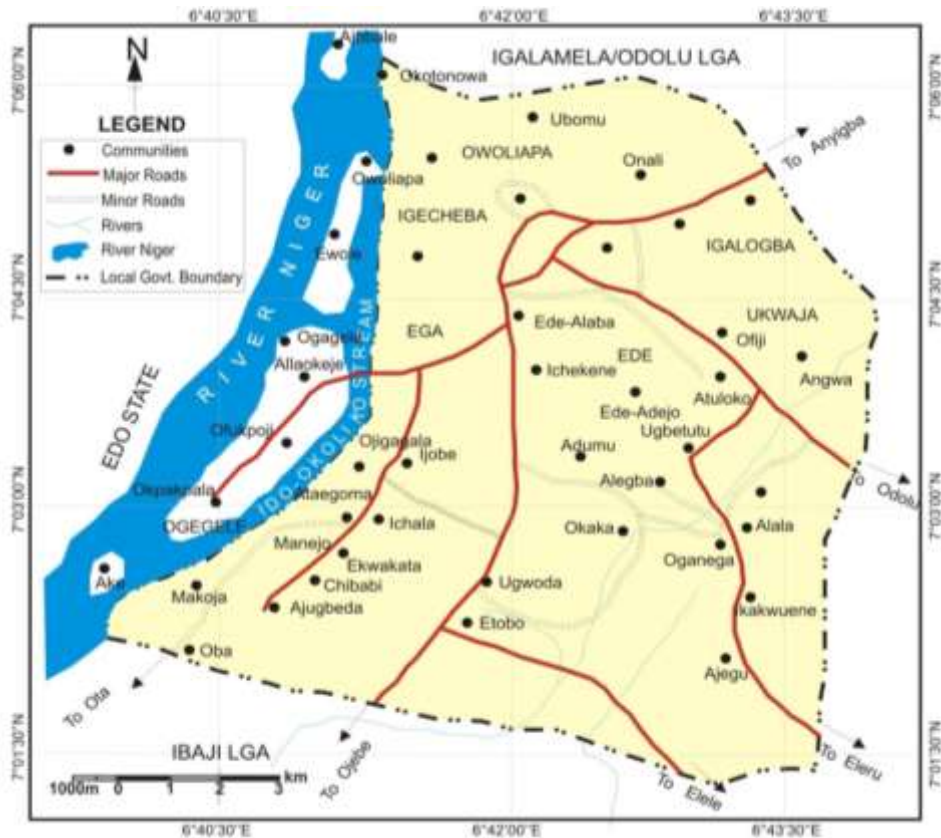 6°40'30"E 6°42'00"E 6°43'30"E
N
7°06'00"N 7°06'00"N
7°04'30"N 7°04'30"N
7°03'00"N 7°03'00"N
7°01'30"N 7°01'30"N
IGALAMELA/ODOLU LGA
Okotonowa
LEGEND
Communities
Major Roads
Minor Roads
Rivers
River Niger
Local Govt. Boundary
Ubomu
OWOLIAPA
Onali
To Anyigba
Owoliapa
IGECHEBA
IGALOGBA
RIVER NIGER
Ewole
EGA
Ede-Alaba
UKWAJA
Ofiji
Ogagele
EDE
Angwa
Allaokeje
Ichekene
Atuloko
EDO STATE
IDO-OKOLIKO STREAM
Ede-Adejo
Ugbetutu
Ofukpoji
Ojigagala
Ijobe
Adumu
Alegba
To Odolu
Okpakpala
OGEGELE
Ataegoma
Ichala
Okaka
Alala
Manejo
Oganega
Ekwakata
Ake
Makoja
Chibabi
Ugwoda
Ikakwuene
Ajugbeda
Etobo
Oba
Ajegu
To Ota
To Ojebe
To Elele
To Eleru
IBAJI LGA
1000m 0 1 2 3 km
6°40'30"E 6°42'00"E 6°43'30"E